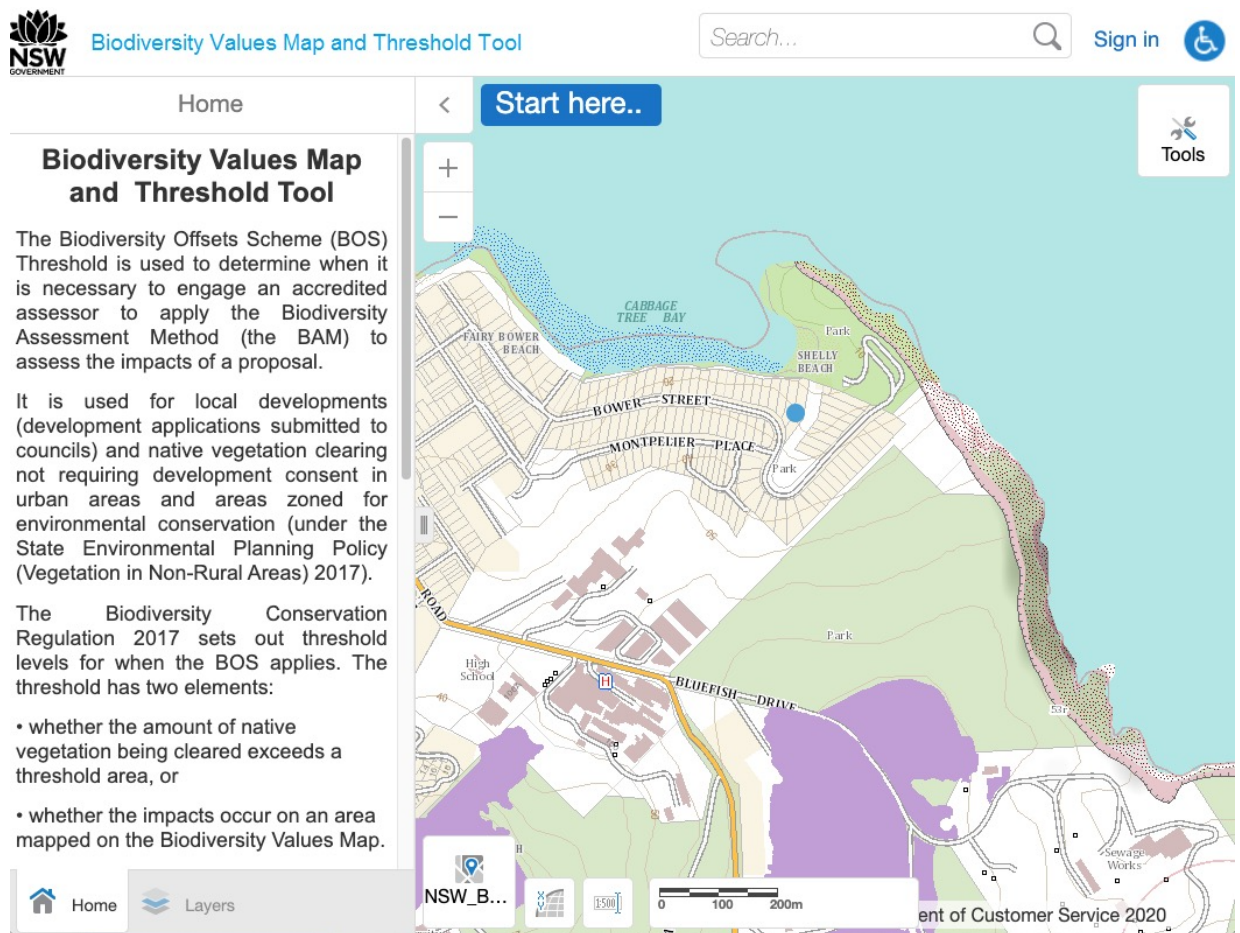 NSW
GOVERNMENT
Biodiversity Values Map and Threshold Tool
Search...
Sign in
Home
<
Start here..
Tools
+
−
Biodiversity Values Map
and Threshold Tool
The Biodiversity Offsets Scheme (BOS)
Threshold is used to determine when it
is necessary to engage an accredited
assessor to apply the Biodiversity
Assessment Method (the BAM) to
assess the impacts of a proposal.
It is used for local developments
(development applications submitted to
councils) and native vegetation clearing
not requiring development consent in
urban areas and areas zoned for
environmental conservation (under the
State Environmental Planning Policy
(Vegetation in Non-Rural Areas) 2017).
The Biodiversity Conservation
Regulation 2017 sets out threshold
levels for when the BOS applies. The
threshold has two elements:
• whether the amount of native
vegetation being cleared exceeds a
threshold area, or
• whether the impacts occur on an area
mapped on the Biodiversity Values Map.
Home
Layers
CABBAGE
TREE BAY
FAIRY BOWER
BEACH
Park
SHELLY
BEACH
BOWER STREET
MONTPELIER PLACE
Park
ROAD
Park
High
School
H
BLUEFISH DRIVE
53r
40
Sewage
Works
NSW_B...
X
Y
1:500
0 100 200m
ent of Customer Service 2020